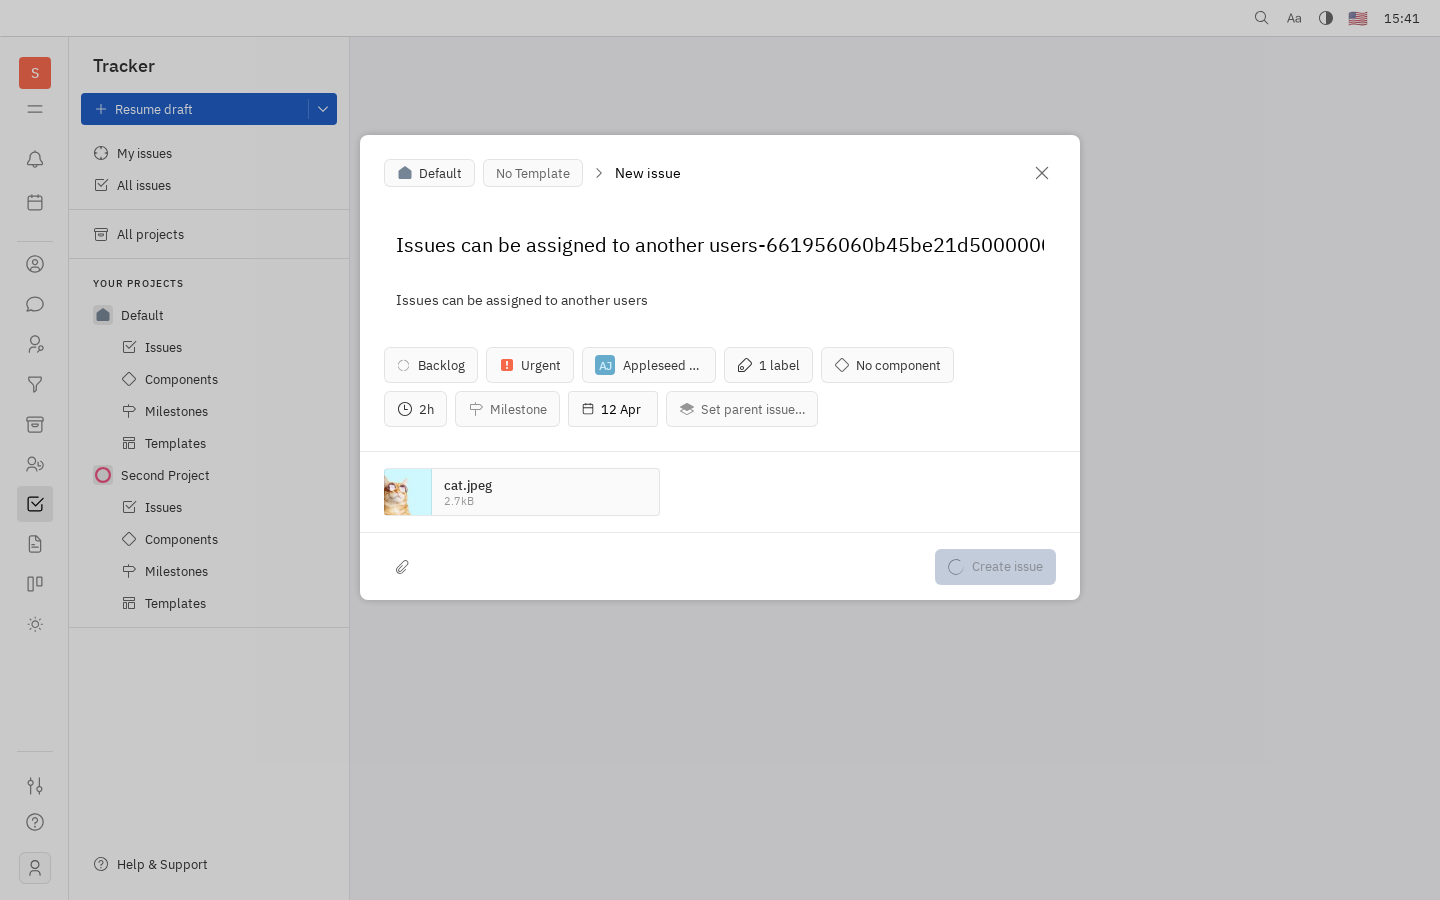 Aa
15:41
S
Tracker
Resume draft
My issues
All issues
All projects
YOUR PROJECTS
Default
Issues
Components
Milestones
Templates
Second Project
Issues
Components
Milestones
Templates
Help & Support
Default
No Template
New issue
Issues can be assigned to another users-661956060b45be21d5000000
Issues can be assigned to another users
Backlog
Urgent
AJ
Appleseed ...
1 label
No component
2h
Milestone
12 Apr
Set parent issue...
cat.jpeg
2.7kB
Create issue